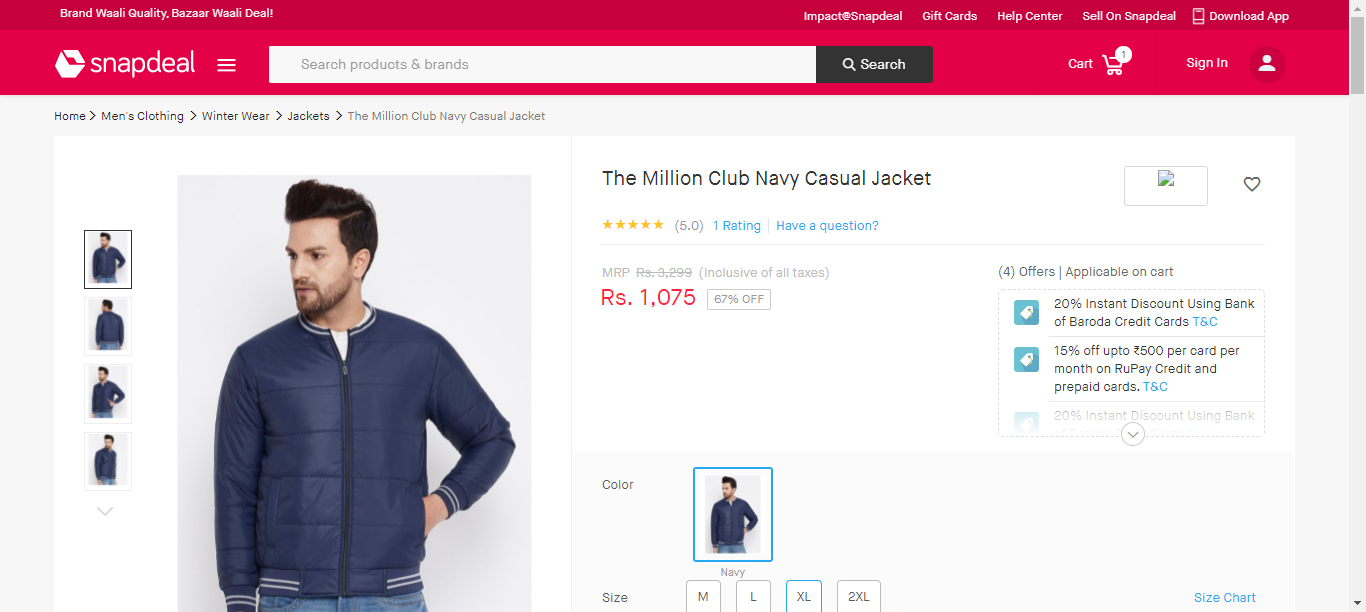 Brand Waali Quality, Bazaar Waali Deal!
Impact@Snapdeal Gift Cards Help Center Sell On Snapdeal Download App
snapdeal
Search products & brands
Search
Cart 1
Sign In
Home > Men's Clothing > Winter Wear > Jackets > The Million Club Navy Casual Jacket
The Million Club Navy Casual Jacket
★★★★★ (5.0) 1 Rating | Have a question?
MRP Rs. 3,299 (Inclusive of all taxes)
Rs. 1,075 67% OFF
(4) Offers | Applicable on cart
20% Instant Discount Using Bank
of Baroda Credit Cards T&C
15% off upto ₹500 per card per
month on RuPay Credit and
prepaid cards. T&C
20% Instant Discount Using Bank
Color
Navy
Size M L XL 2XL Size Chart